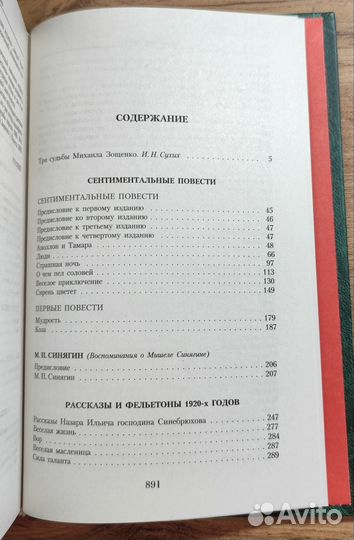 СОДЕРЖАНИЕ
Три судьбы Михаила Зощенко. И. Н. Сухих . . . . . . . . . . . . 5
СЕНТИМЕНТАЛЬНЫЕ ПОВЕСТИ
СЕНТИМЕНТАЛЬНЫЕ ПОВЕСТИ
Предисловие к первому изданию . . . . . . . . . . . . 45
Предисловие ко второму изданию . . . . . . . . . . . . 46
Предисловие к третьему изданию . . . . . . . . . . . . 47
Предисловие к четвертому изданию . . . . . . . . . . . . 47
Аполлон и Тамара . . . . . . . . . . . . 48
Люди . . . . . . . . . . . . 66
Страшная ночь . . . . . . . . . . . . 97
О чем пел соловей . . . . . . . . . . . . 113
Веселое приключение . . . . . . . . . . . . 130
Сирень цветет . . . . . . . . . . . . 149
ПЕРВЫЕ ПОВЕСТИ
Мудрость . . . . . . . . . . . . 179
Коза . . . . . . . . . . . . 187
М. П. СИНЯГИН (Воспоминания о Мишеле Синягине)
Предисловие . . . . . . . . . . . . 206
М. П. Синягин . . . . . . . . . . . . 207
РАССКАЗЫ И ФЕЛЬЕТОНЫ 1920-х ГОДОВ
Рассказы Назара Ильича господина Синебрюхова . . . . . . . . . . . . 247
Веселая жизнь . . . . . . . . . . . . 277
Вор . . . . . . . . . . . . 284
Веселая масленица . . . . . . . . . . . . 287
Сила таланта . . . . . . . . . . . . 289
891
Avito